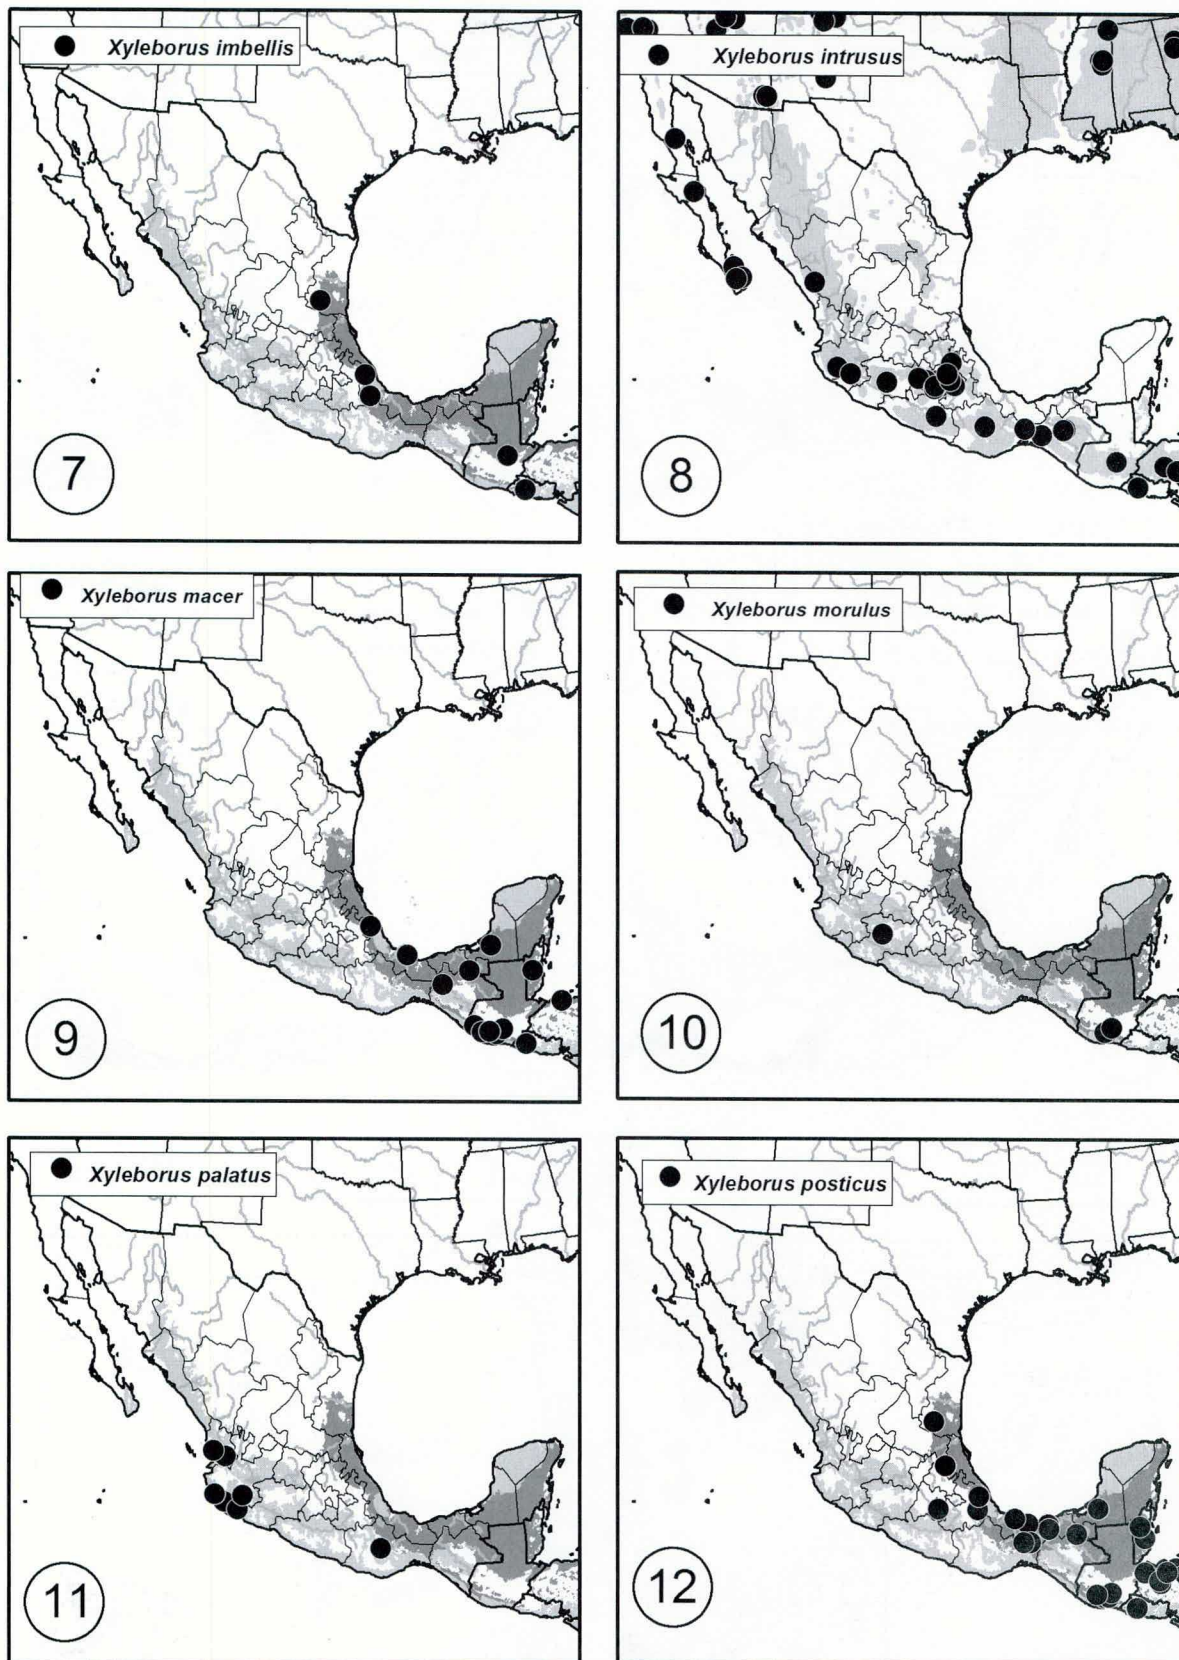 Xyleborus imbellis
7
Xyleborus intrusus
8
Xyleborus macer
9
Xyleborus morulus
10
Xyleborus palatus
11
Xyleborus posticus
12